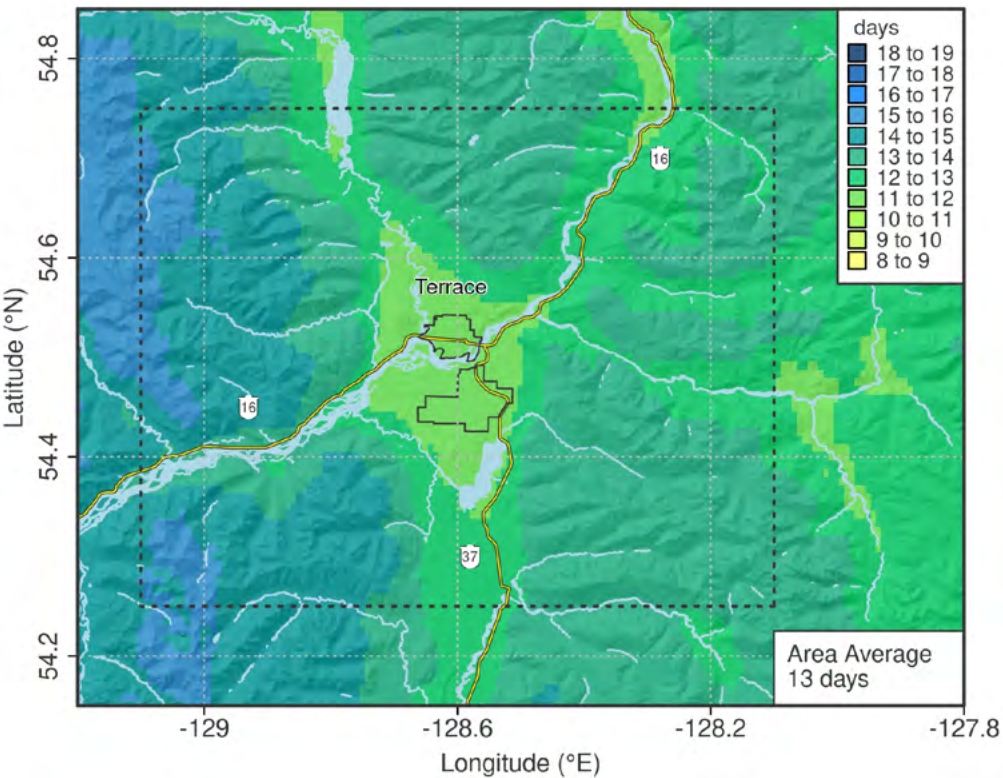 days
18 to 19
17 to 18
16 to 17
15 to 16
14 to 15
13 to 14
12 to 13
11 to 12
10 to 11
9 to 10
8 to 9
54.8
54.6
54.4
54.2
Latitude (°N)
16
Terrace
16
37
Area Average
13 days
-129
-128.6
-128.2
-127.8
Longitude (°E)